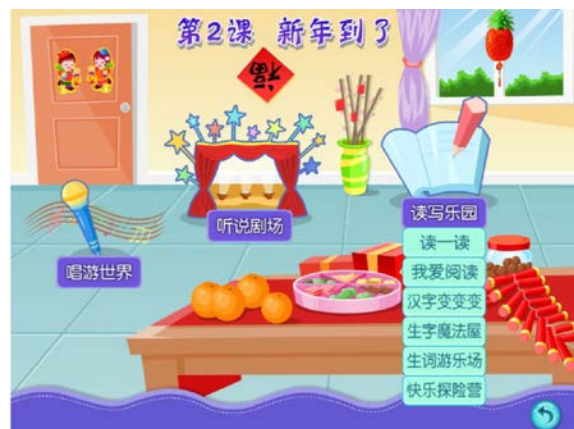 第2课 新年到了
福
听说剧场
读写乐园
唱游世界
读一读
我爱阅读
汉字变变变
生字魔法屋
生词游乐场
快乐探险营